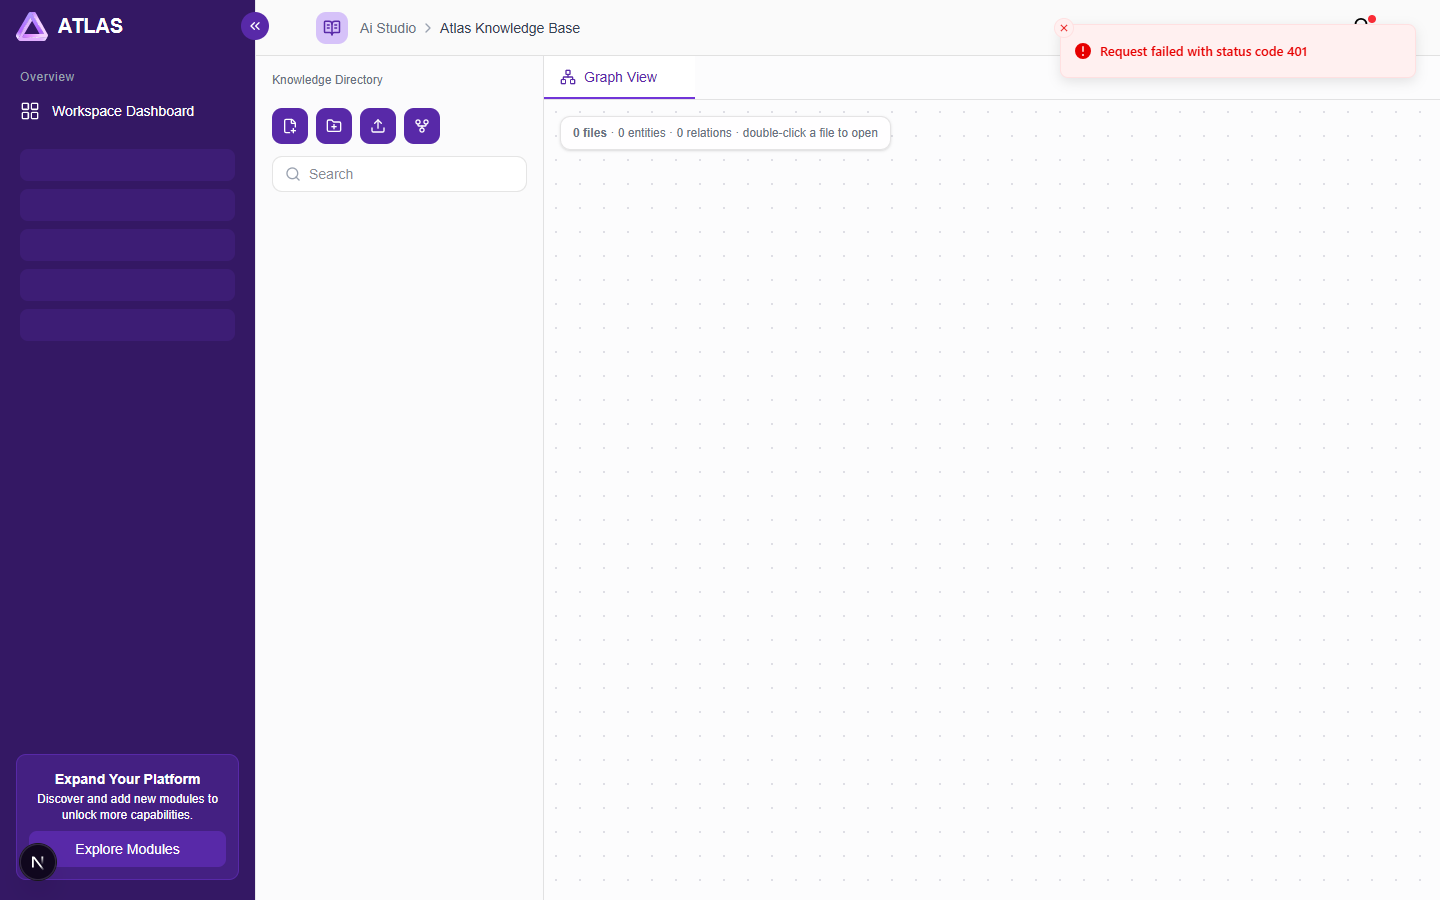 ATLAS
Overview
Workspace Dashboard
Expand Your Platform
Discover and add new modules to
unlock more capabilities.
Explore Modules
N
Ai Studio > Atlas Knowledge Base
Request failed with status code 401
Knowledge Directory
Search
Graph View
0 files · 0 entities · 0 relations · double-click a file to open